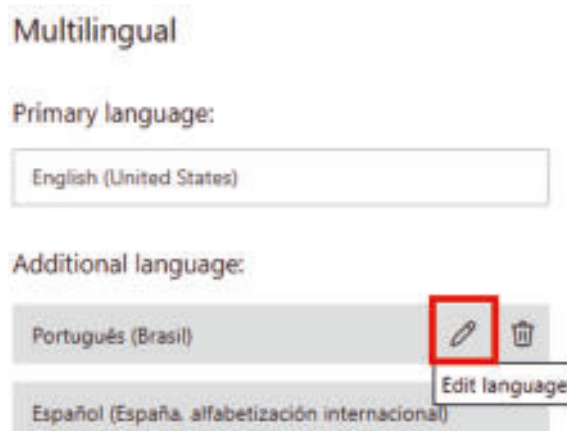 Multilingual
Primary language:
English (United States)
Additional language:
Português (Brasil)
Edit language
Español (España, alfabetización internacional)